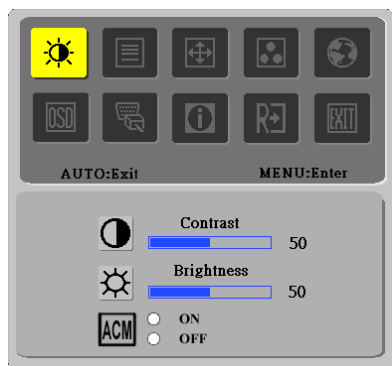 OSD
i
R
EXIT
AUTO:Exit MENU:Enter
Contrast
50
Brightness
50
ACM ON
OFF